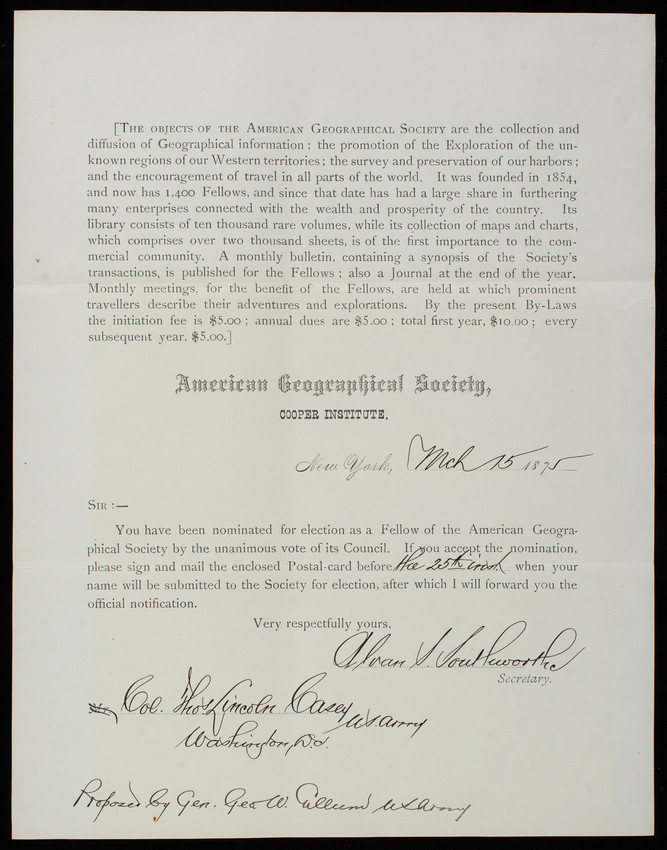 [The objects of the American Geographical Society are the collection and
diffusion of Geographical information ; the promotion of the Exploration of the un-
known regions of our Western territories ; the survey and preservation of our harbors ;
and the encouragement of travel in all parts of the world. It was founded in 1854,
and now has 1,400 Fellows, and since that date has had a large share in furthering
many enterprises connected with the wealth and prosperity of the country. Its
library consists of ten thousand rare volumes, while its collection of maps and charts,
which comprises over two thousand sheets, is of the first importance to the com-
mercial community. A monthly bulletin, containing a synopsis of the Society's
transactions, is published for the Fellows ; also a Journal at the end of the year.
Monthly meetings, for the benefit of the Fellows, are held at which prominent
travellers describe their adventures and explorations. By the present By-Laws
the initiation fee is $5.00 ; annual dues are $5.00 ; total first year, $10.00 ; every
subsequent year, $5.00.]
American Geographical Society,
COOPER INSTITUTE.
New York, Mch 15 1875
Sir :—
You have been nominated for election as a Fellow of the American Geogra-
phical Society by the unanimous vote of its Council. If you accept the nomination,
please sign and mail the enclosed Postal-card before the 25th inst. when your
name will be submitted to the Society for election, after which I will forward you the
official notification.
Very respectfully yours,
Alvan S. Southworth
Secretary.
Mr. Col. Thos Lincoln Casey
U.S. Army
Washington, D.C.
Proposed by Gen. Geo W. Cullum U.S. Army